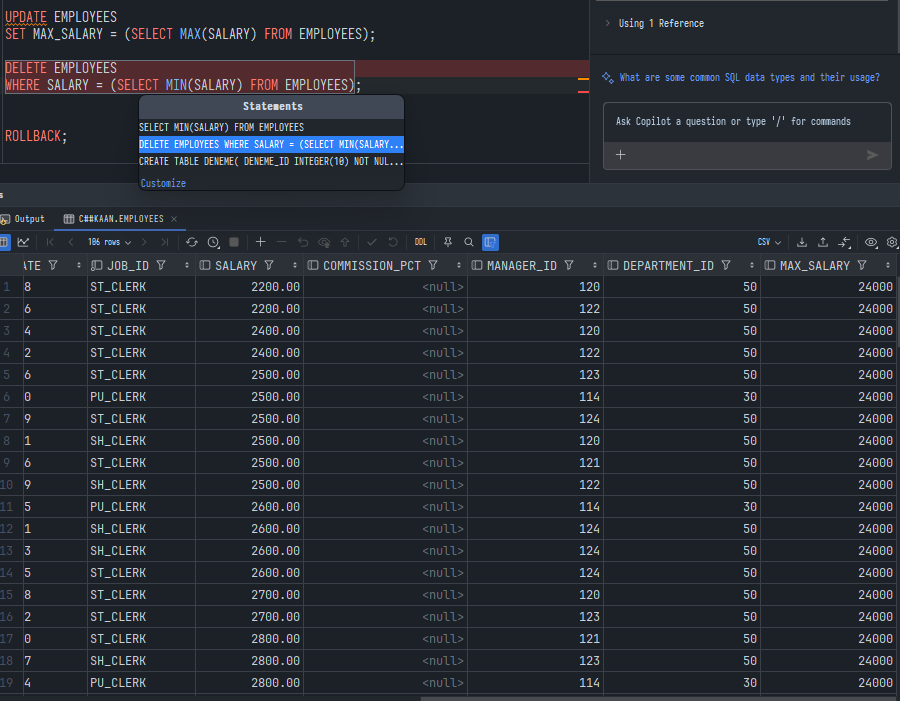 UPDATE EMPLOYEES
SET MAX_SALARY = (SELECT MAX(SALARY) FROM EMPLOYEES);
DELETE EMPLOYEES
WHERE SALARY = (SELECT MIN(SALARY) FROM EMPLOYEES);
ROLLBACK;
Statements
SELECT MIN(SALARY) FROM EMPLOYEES
DELETE EMPLOYEES WHERE SALARY = (SELECT MIN(SALARY...
CREATE TABLE DENEME( DENEME_ID INTEGER(10) NOT NUL...
Customize
Using 1 Reference
What are some common SQL data types and their usage?
Ask Copilot a question or type '/' for commands
s
Output C##KAAN.EMPLOYEES
106 rows DDL CSV
ATE JOB_ID SALARY COMMISSION_PCT MANAGER_ID DEPARTMENT_ID MAX_SALARY
1 8 ST_CLERK 2200.00 <null> 120 50 24000
2 6 ST_CLERK 2200.00 <null> 122 50 24000
3 4 ST_CLERK 2400.00 <null> 120 50 24000
4 2 ST_CLERK 2400.00 <null> 122 50 24000
5 6 ST_CLERK 2500.00 <null> 123 50 24000
6 0 PU_CLERK 2500.00 <null> 114 30 24000
7 9 ST_CLERK 2500.00 <null> 124 50 24000
8 1 SH_CLERK 2500.00 <null> 120 50 24000
9 6 ST_CLERK 2500.00 <null> 121 50 24000
10 9 SH_CLERK 2500.00 <null> 122 50 24000
11 5 PU_CLERK 2600.00 <null> 114 30 24000
12 1 SH_CLERK 2600.00 <null> 124 50 24000
13 3 SH_CLERK 2600.00 <null> 124 50 24000
14 5 ST_CLERK 2600.00 <null> 124 50 24000
15 8 ST_CLERK 2700.00 <null> 120 50 24000
16 2 ST_CLERK 2700.00 <null> 123 50 24000
17 0 ST_CLERK 2800.00 <null> 121 50 24000
18 7 SH_CLERK 2800.00 <null> 123 50 24000
19 4 PU_CLERK 2800.00 <null> 114 30 24000